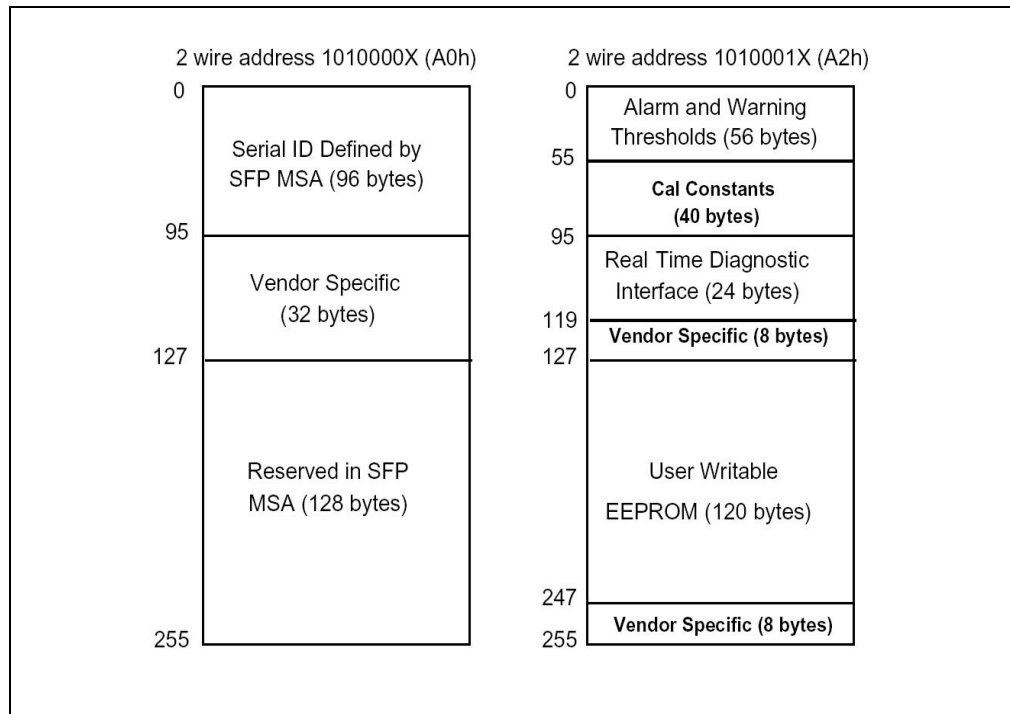 2 wire address 1010000X (A0h)
0
Serial ID Defined by
SFP MSA (96 bytes)
95
Vendor Specific
(32 bytes)
127
Reserved in SFP
MSA (128 bytes)
255
2 wire address 1010001X (A2h)
0
Alarm and Warning
Thresholds (56 bytes)
55
Cal Constants
(40 bytes)
95
Real Time Diagnostic
Interface (24 bytes)
119
Vendor Specific (8 bytes)
127
User Writable
EEPROM (120 bytes)
247
Vendor Specific (8 bytes)
255